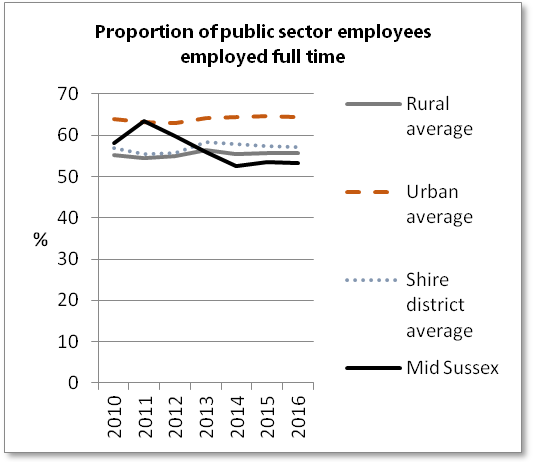 Proportion of public sector employees
employed full time
70
60
50
40
30
20
10
0
%
2010
2011
2012
2013
2014
2015
2016
Rural
average
Urban
average
Shire
district
average
Mid Sussex